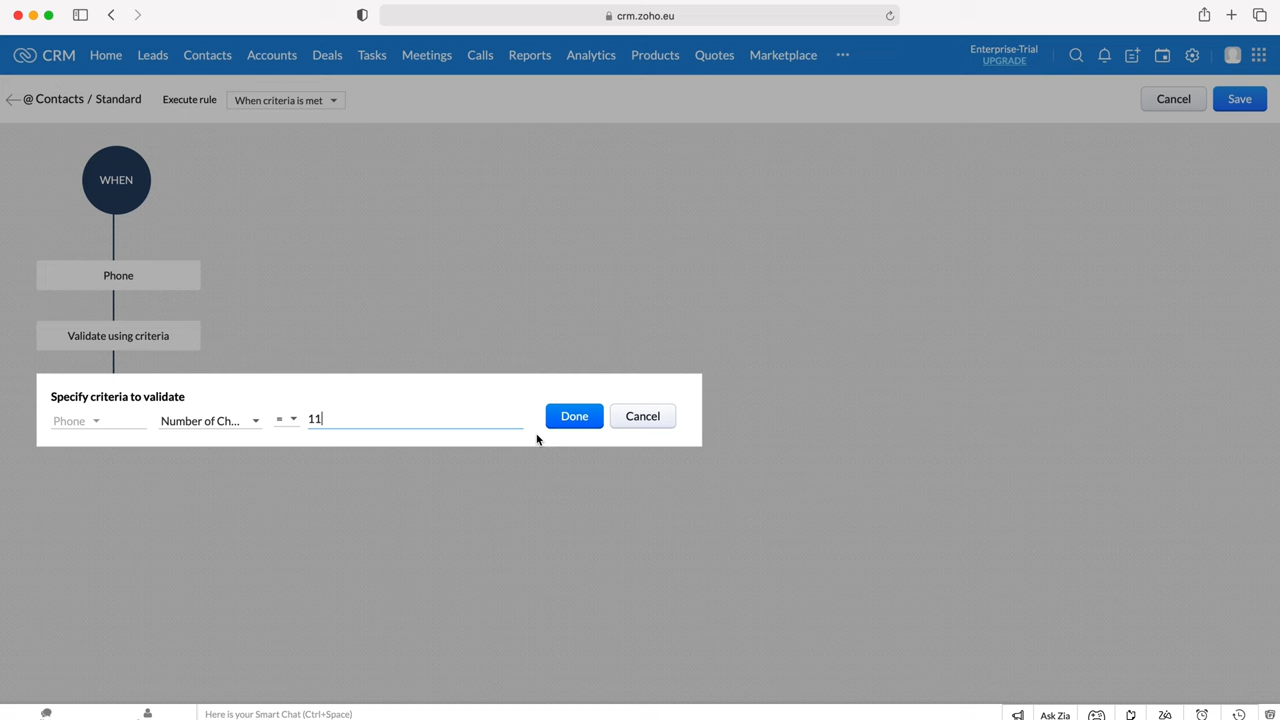 crm.zoho.eu
CRM Home Leads Contacts Accounts Deals Tasks Meetings Calls Reports Analytics Products Quotes Marketplace ••• Enterprise-Trial
UPGRADE
@ Contacts / Standard Execute rule When criteria is met Cancel Save
WHEN
Phone
Validate using criteria
Specify criteria to validate
Phone Number of Ch... = 11 Done Cancel
Here is your Smart Chat (Ctrl+Space) Ask Zia